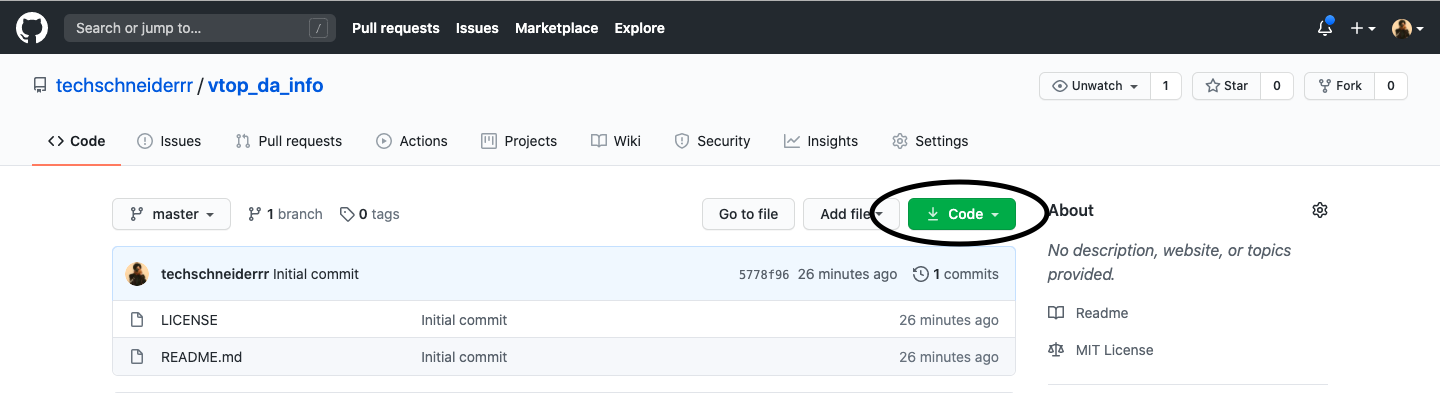 Search or jump to… / Pull requests Issues Marketplace Explore
techschneiderrr / vtop_da_info Unwatch 1 Star 0 Fork 0
Code Issues Pull requests Actions Projects Wiki Security Insights Settings
master 1 branch 0 tags Go to file Add file Code About
No description, website, or topics
provided.
techschneiderrr Initial commit 5778f96 26 minutes ago 1 commits
LICENSE Initial commit 26 minutes ago Readme
README.md Initial commit 26 minutes ago MIT License